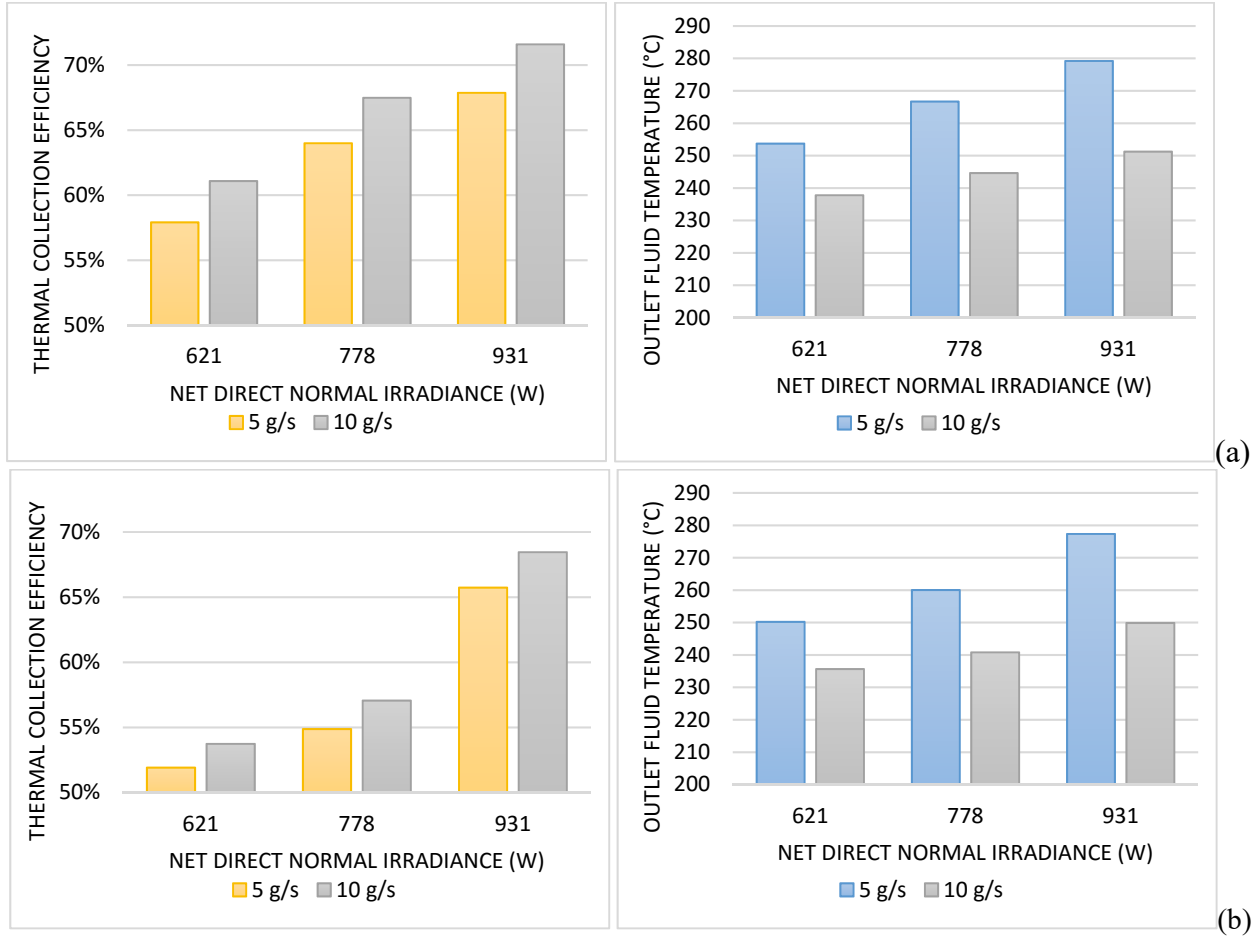 THERMAL COLLECTION EFFICIENCY
70%
65%
60%
55%
50%
621 778 931
NET DIRECT NORMAL IRRADIANCE (W)
5 g/s 10 g/s
OUTLET FLUID TEMPERATURE (°C)
290
280
270
260
250
240
230
220
210
200
621 778 931
NET DIRECT NORMAL IRRADIANCE (W)
5 g/s 10 g/s
(a)
THERMAL COLLECTION EFFICIENCY
70%
65%
60%
55%
50%
621 778 931
NET DIRECT NORMAL IRRADIANCE (W)
5 g/s 10 g/s
OUTLET FLUID TEMPERATURE (°C)
290
280
270
260
250
240
230
220
210
200
621 778 931
NET DIRECT NORMAL IRRADIANCE (W)
5 g/s 10 g/s
(b)